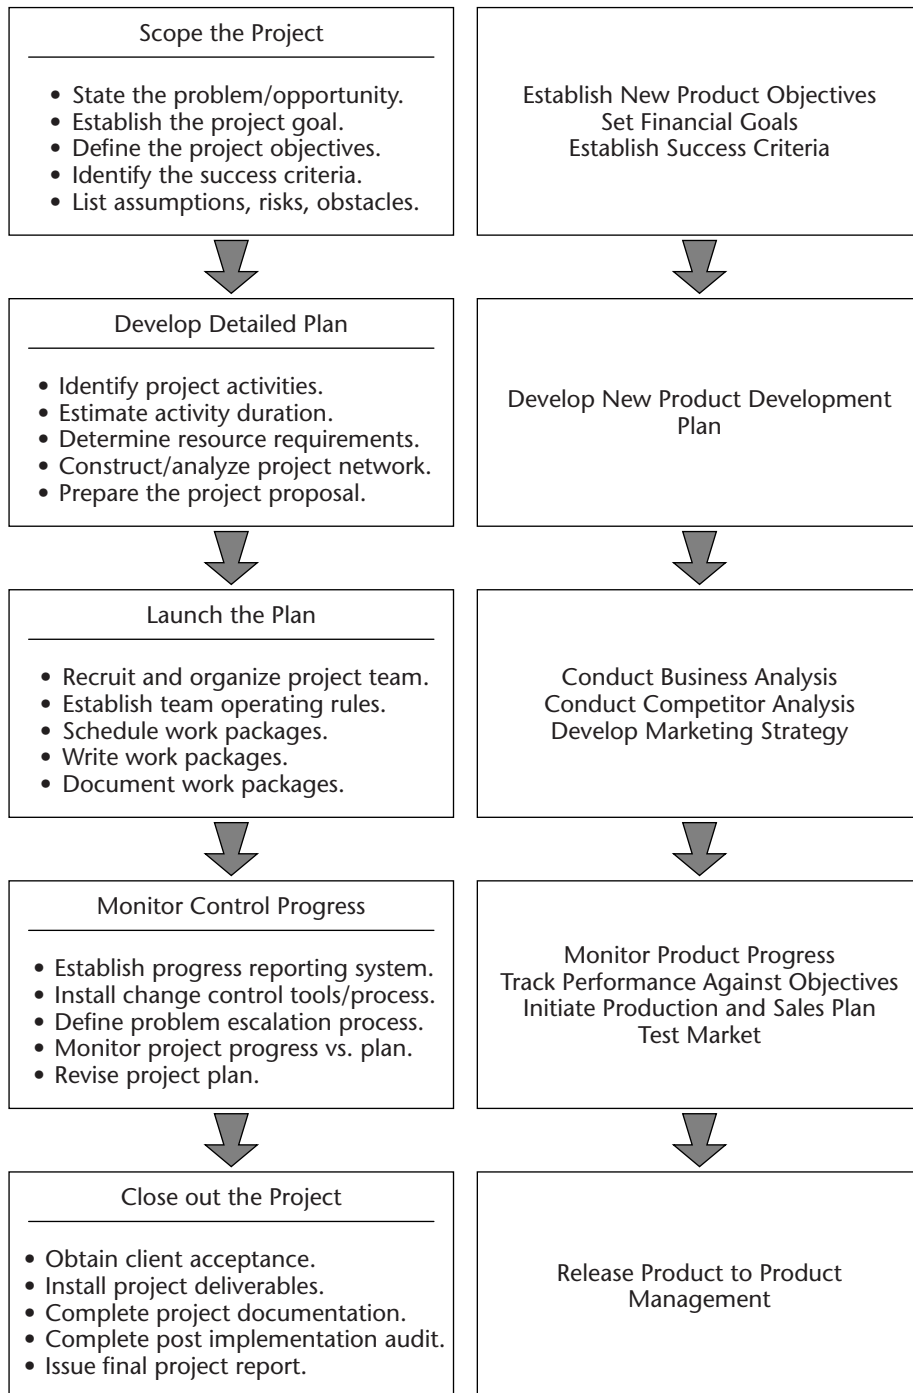 Scope the Project
• State the problem/opportunity.
• Establish the project goal.
• Define the project objectives.
• Identify the success criteria.
• List assumptions, risks, obstacles.
Establish New Product Objectives
Set Financial Goals
Establish Success Criteria
Develop Detailed Plan
• Identify project activities.
• Estimate activity duration.
• Determine resource requirements.
• Construct/analyze project network.
• Prepare the project proposal.
Develop New Product Development
Plan
Launch the Plan
• Recruit and organize project team.
• Establish team operating rules.
• Schedule work packages.
• Write work packages.
• Document work packages.
Conduct Business Analysis
Conduct Competitor Analysis
Develop Marketing Strategy
Monitor Control Progress
• Establish progress reporting system.
• Install change control tools/process.
• Define problem escalation process.
• Monitor project progress vs. plan.
• Revise project plan.
Monitor Product Progress
Track Performance Against Objectives
Initiate Production and Sales Plan
Test Market
Close out the Project
• Obtain client acceptance.
• Install project deliverables.
• Complete project documentation.
• Complete post implementation audit.
• Issue final project report.
Release Product to Product
Management